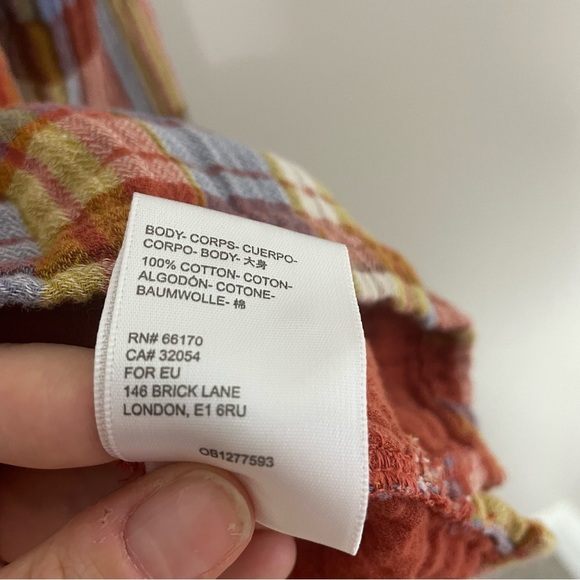 BODY- CORPS- CUERPO-
CORPO- BODY- 大身
100% COTTON- COTON-
ALGODÓN- COTONE-
BAUMWOLLE- 棉
RN# 66170
CA# 32054
FOR EU
146 BRICK LANE
LONDON, E1 6RU
OB1277593